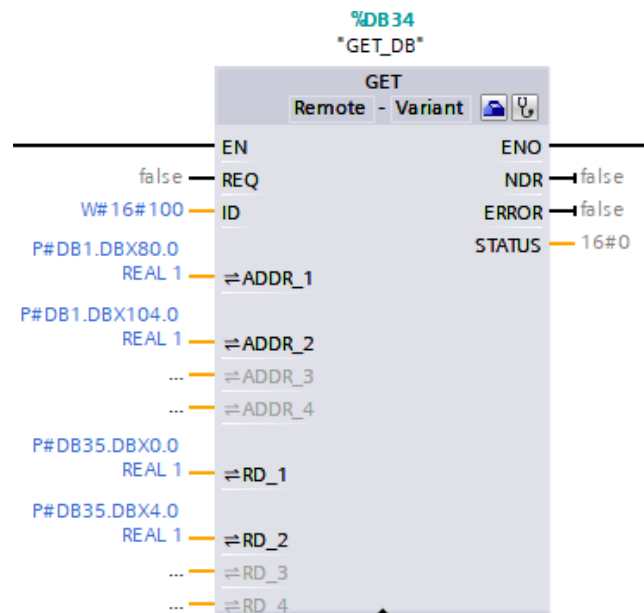 %DB34
"GET_DB"
GET
Remote - Variant
EN ENO
false REQ NDR false
W#16#100 ID ERROR false
STATUS 16#0
P#DB1.DBX80.0
REAL 1 ⇌ADDR_1
P#DB1.DBX104.0
REAL 1 ⇌ADDR_2
... ⇌ADDR_3
... ⇌ADDR_4
P#DB35.DBX0.0
REAL 1 ⇌RD_1
P#DB35.DBX4.0
REAL 1 ⇌RD_2
... ⇌RD_3
... ⇌RD_4